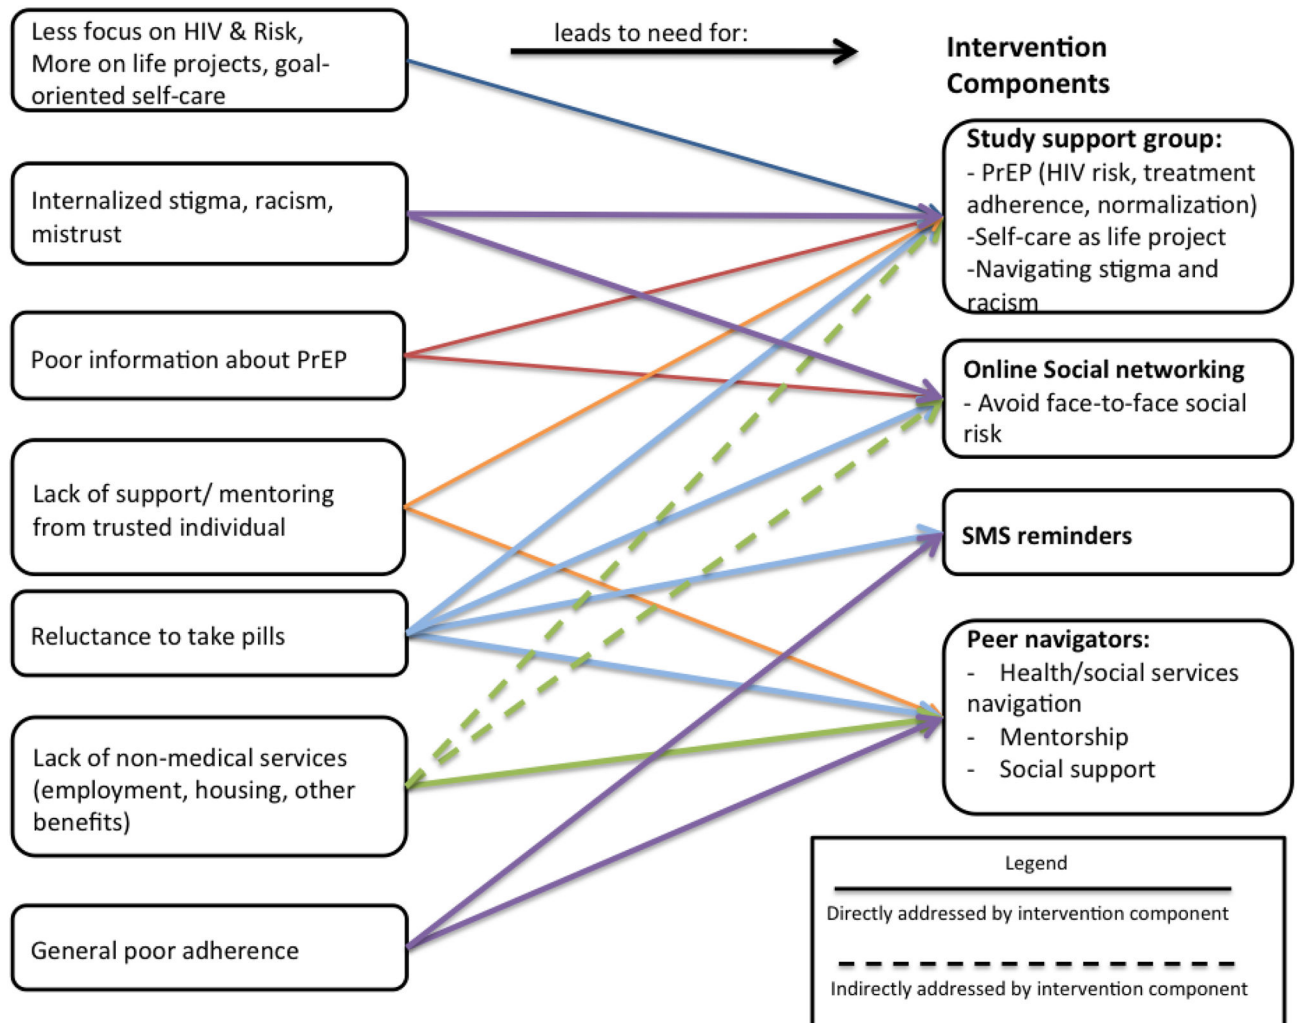 Less focus on HIV & Risk,
More on life projects, goal-
oriented self-care
Internalized stigma, racism,
mistrust
Poor information about PrEP
Lack of support/ mentoring
from trusted individual
Reluctance to take pills
Lack of non-medical services
(employment, housing, other
benefits)
General poor adherence
leads to need for:
Intervention
Components
Study support group:
- PrEP (HIV risk, treatment
adherence, normalization)
-Self-care as life project
-Navigating stigma and
racism
Online Social networking
- Avoid face-to-face social
risk
SMS reminders
Peer navigators:
- Health/social services
navigation
- Mentorship
- Social support
Legend
Directly addressed by intervention component
Indirectly addressed by intervention component